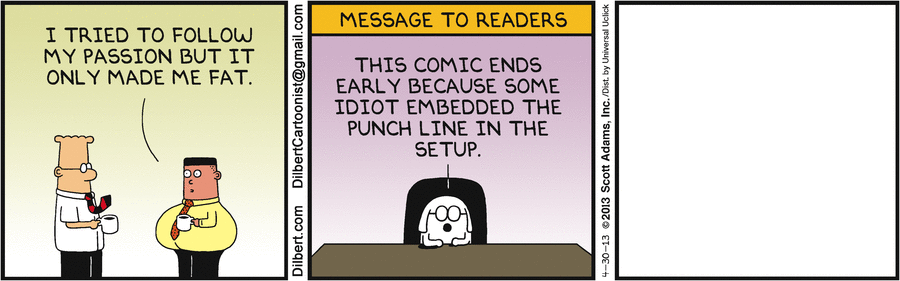 I TRIED TO FOLLOW
MY PASSION BUT IT
ONLY MADE ME FAT.
Dilbert.com DilbertCartoonist@gmail.com
MESSAGE TO READERS
THIS COMIC ENDS
EARLY BECAUSE SOME
IDIOT EMBEDDED THE
PUNCH LINE IN THE
SETUP.
4-30-13 ©2013 Scott Adams, Inc. /Dist. by Universal Uclick